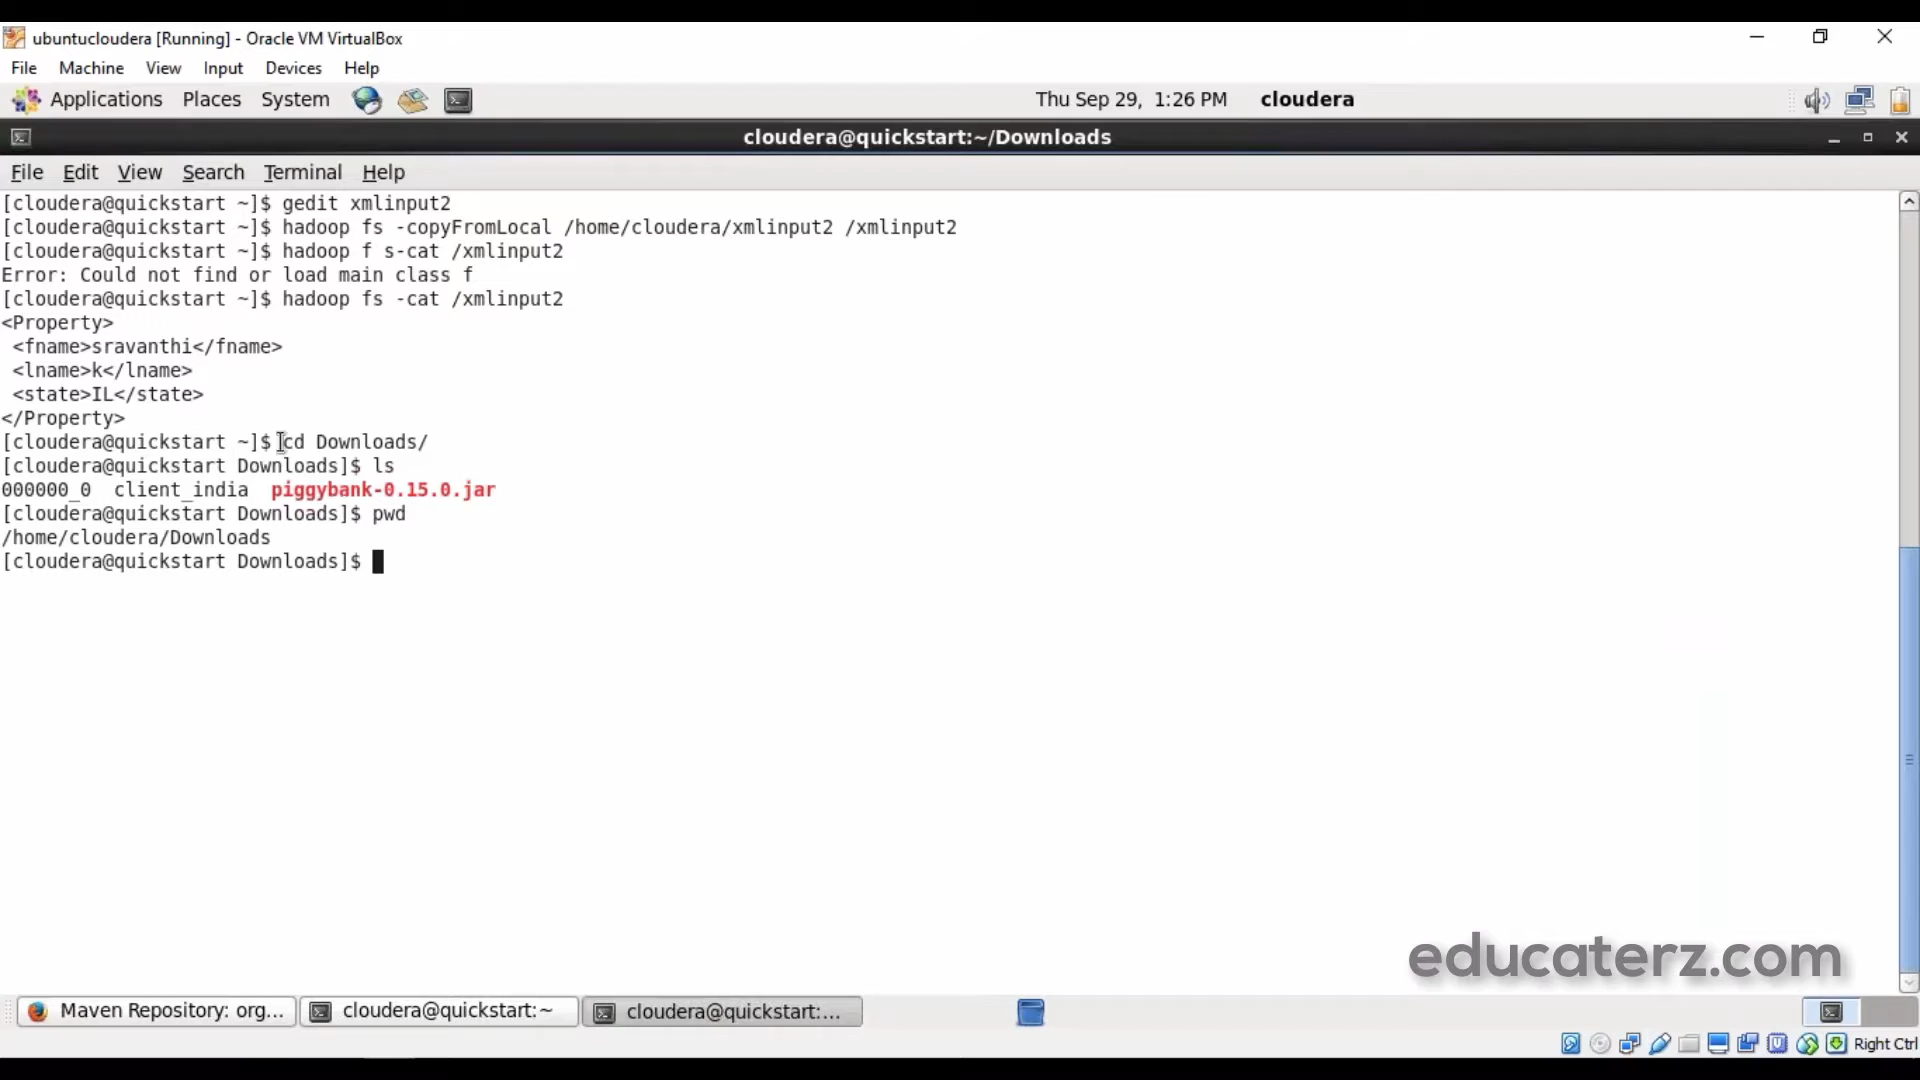 ubuntucloudera [Running] - Oracle VM VirtualBox
File Machine View Input Devices Help
Applications Places System Thu Sep 29, 1:26 PM cloudera
cloudera@quickstart:~/Downloads
File Edit View Search Terminal Help
[cloudera@quickstart ~]$ gedit xmlinput2
[cloudera@quickstart ~]$ hadoop fs -copyFromLocal /home/cloudera/xmlinput2 /xmlinput2
[cloudera@quickstart ~]$ hadoop f s-cat /xmlinput2
Error: Could not find or load main class f
[cloudera@quickstart ~]$ hadoop fs -cat /xmlinput2
<Property>
 <fname>sravanthi</fname>
 <lname>k</lname>
 <state>IL</state>
</Property>
[cloudera@quickstart ~]$ cd Downloads/
[cloudera@quickstart Downloads]$ ls
000000_0  client_india  piggybank-0.15.0.jar
[cloudera@quickstart Downloads]$ pwd
/home/cloudera/Downloads
[cloudera@quickstart Downloads]$
educaterz.com
Maven Repository: org... cloudera@quickstart:~ cloudera@quickstart:...
Right Ctrl